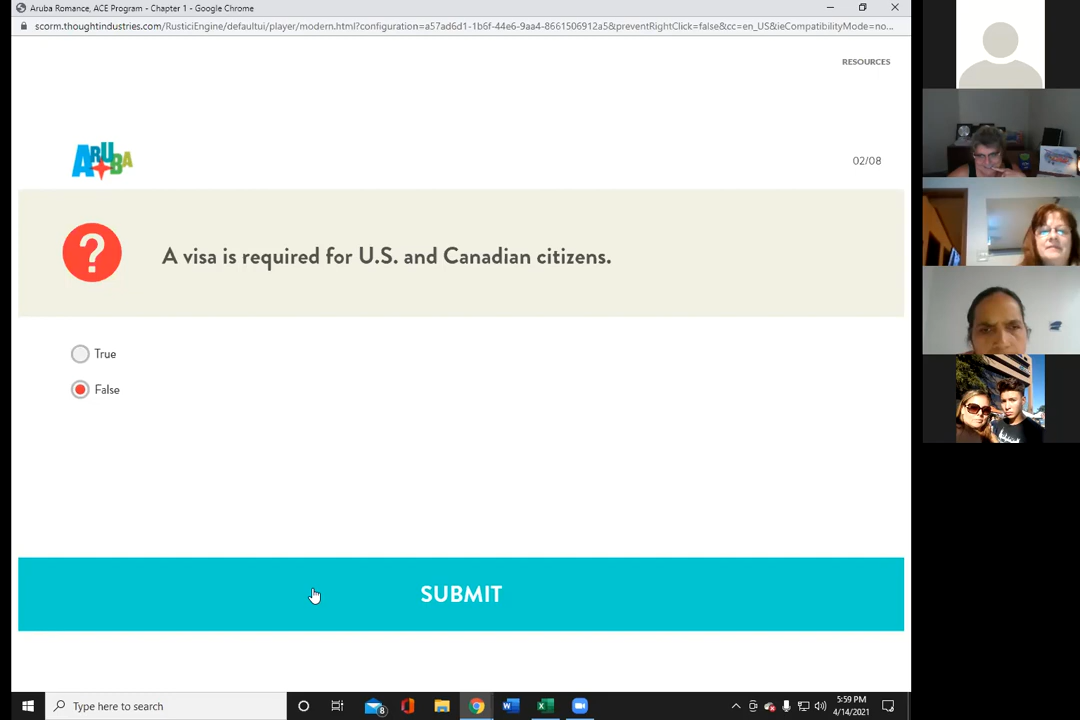 Aruba Romance, ACE Program - Chapter 1 - Google Chrome
scorm.thoughtindustries.com/RusticiEngine/defaultui/player/modern.html?configuration=a57ad6d1-1b6f-44e6-9aa4-8661506912a5&preventRightClick=false&cc=en_US&ieCompatibilityMode=no...
RESOURCES
ARUBA
02/08
?
A visa is required for U.S. and Canadian citizens.
True
False
SUBMIT
Type here to search
8
5:59 PM
4/14/2021